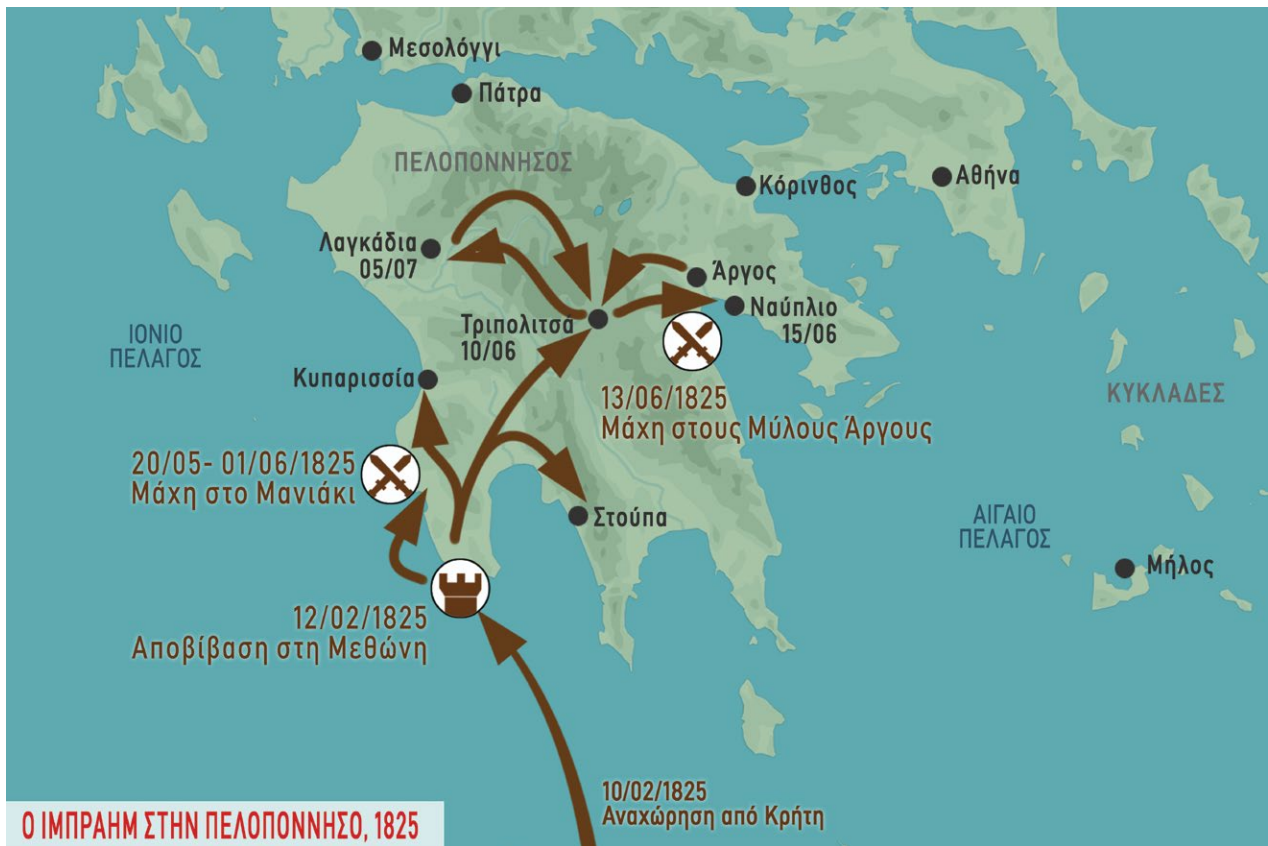 Μεσολόγγι
Πάτρα
ΠΕΛΟΠΟΝΝΗΣΟΣ
Κόρινθος
Αθήνα
Λαγκάδια
05/07
Άργος
Ναύπλιο
15/06
Τριπολιτσά
10/06
ΙΟΝΙΟ
ΠΕΛΑΓΟΣ
Κυπαρισσία
13/06/1825
Μάχη στους Μύλους Άργους
ΚΥΚΛΑΔΕΣ
20/05- 01/06/1825
Μάχη στο Μανιάκι
Στούπα
ΑΙΓΑΙΟ
ΠΕΛΑΓΟΣ
Μήλος
12/02/1825
Αποβίβαση στη Μεθώνη
10/02/1825
Αναχώρηση από Κρήτη
Ο ΙΜΠΡΑΗΜ ΣΤΗΝ ΠΕΛΟΠΟΝΝΗΣΟ, 1825